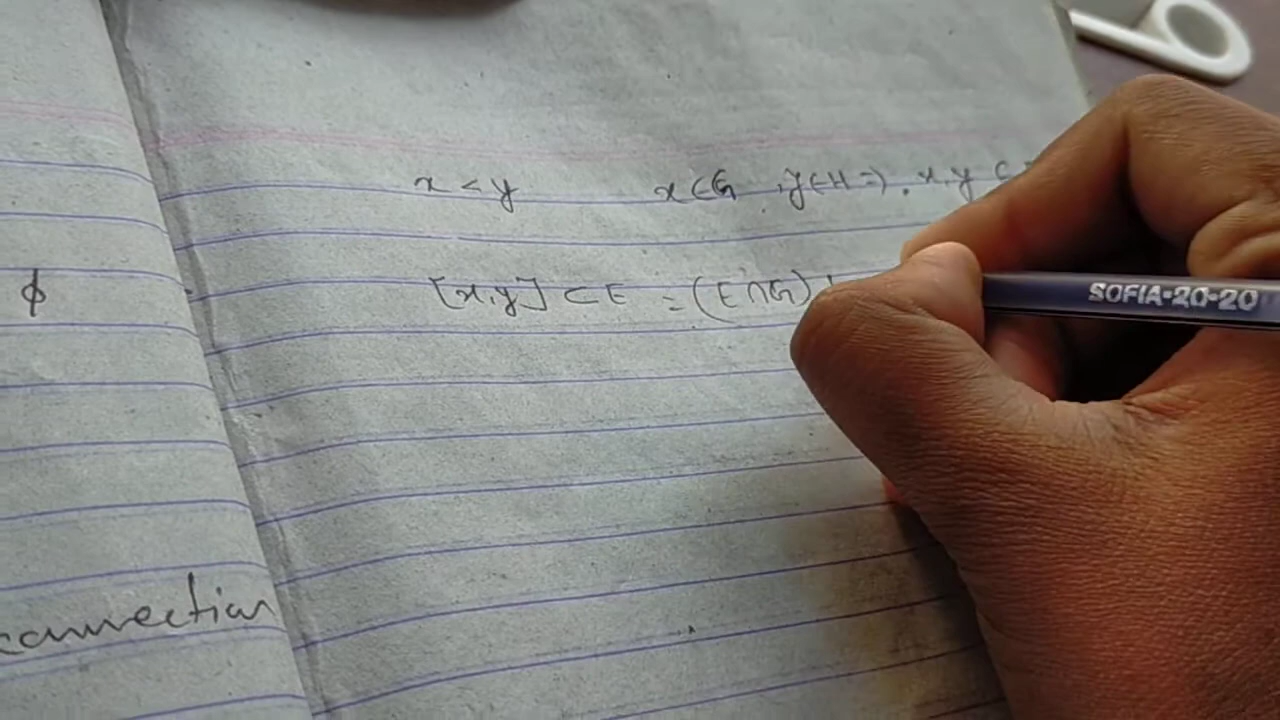 x < y x ∈ G , y ∈ H ⇒ x, y ∈
[x, y] ⊂ E = (E ∩ G)
ϕ
connection
SOFIA-20-20